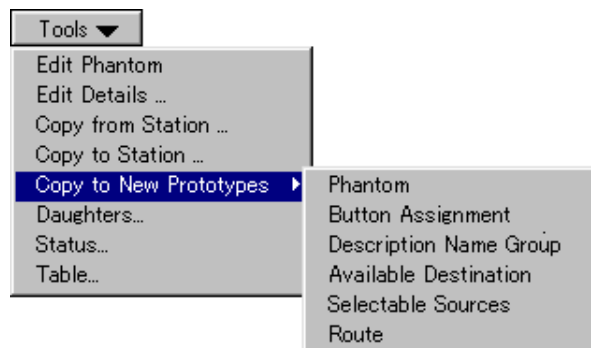 Tools
Edit Phantom
Edit Details ...
Copy from Station ...
Copy to Station ...
Copy to New Prototypes
Daughters...
Status...
Table...
Phantom
Button Assignment
Description Name Group
Available Destination
Selectable Sources
Route